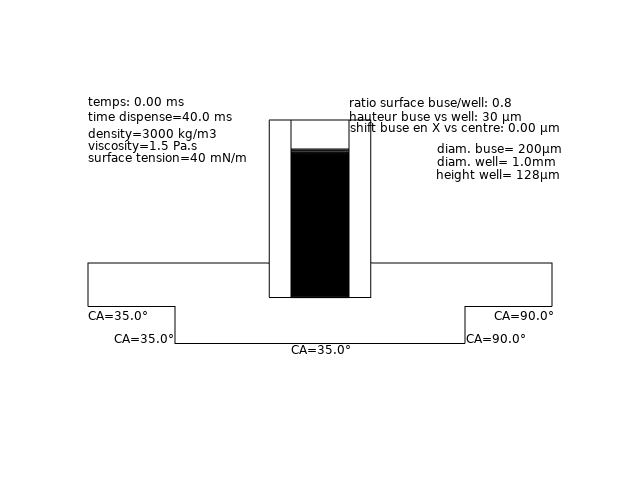 temps: 0.00 ms
time dispense=40.0 ms
density=3000 kg/m3
viscosity=1.5 Pa.s
surface tension=40 mN/m
ratio surface buse/well: 0.8
hauteur buse vs well: 30 µm
shift buse en X vs centre: 0.00 µm
diam. buse= 200µm
diam. well= 1.0mm
height well= 128µm
CA=35.0°
CA=90.0°
CA=35.0°
CA=90.0°
CA=35.0°